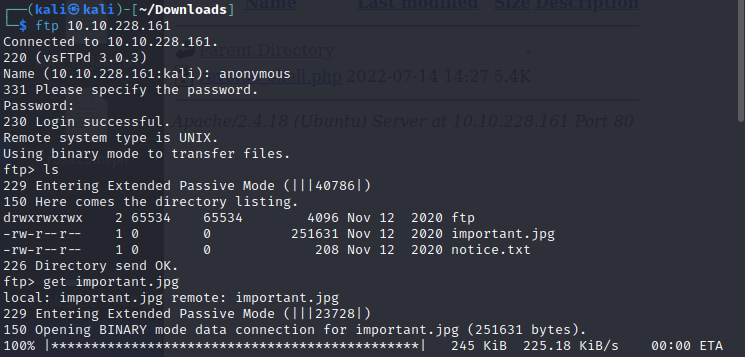 ┌──(kali㉿kali)-[~/Downloads]
└─$ ftp 10.10.228.161
Connected to 10.10.228.161.
220 (vsFTPd 3.0.3)
Name (10.10.228.161:kali): anonymous
331 Please specify the password.
Password:
230 Login successful.
Remote system type is UNIX.
Using binary mode to transfer files.
ftp> ls
229 Entering Extended Passive Mode (|||40786|)
150 Here comes the directory listing.
drwxrwxrwx    2 65534    65534        4096 Nov 12  2020 ftp
-rw-r--r--    1 0        0          251631 Nov 12  2020 important.jpg
-rw-r--r--    1 0        0             208 Nov 12  2020 notice.txt
226 Directory send OK.
ftp> get important.jpg
local: important.jpg remote: important.jpg
229 Entering Extended Passive Mode (|||23728|)
150 Opening BINARY mode data connection for important.jpg (251631 bytes).
100% |***********************************************|   245 KiB  225.18 KiB/s    00:00 ETA
Name Last modified Size Description
Parent Directory -
.php 2022-07-14 14:27 5.4K
Apache/2.4.18 (Ubuntu) Server at 10.10.228.161 Port 80